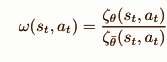 ω(s_t, a_t) = ζ_θ(s_t, a_t) / ζ_θ̄(s_t, a_t)